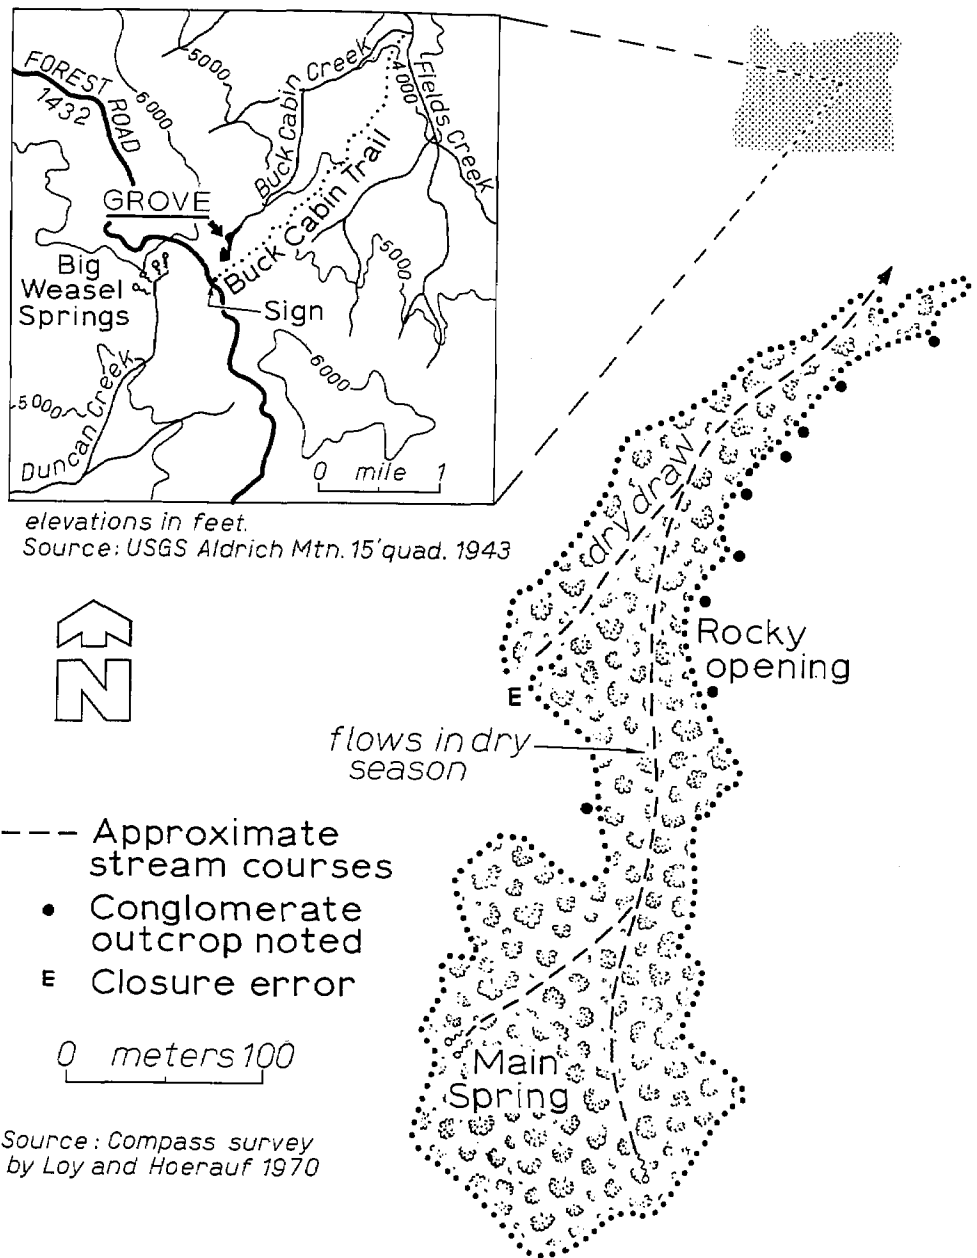 FOREST ROAD
1432
6000
5000
Buck Cabin Creek
4000
Fields Creek
GROVE
Buck Cabin Trail
5000
Big
Weasel
Springs
Sign
6000
5000
Duncan Creek
0 mile 1
elevations in feet.
Source: USGS Aldrich Mtn. 15' quad. 1943
N
dry draw
Rocky
opening
E
flows in dry
season
Approximate
stream courses
Conglomerate
outcrop noted
E Closure error
0 meters 100
Main
Spring
Source: Compass survey
by Loy and Hoerauf 1970